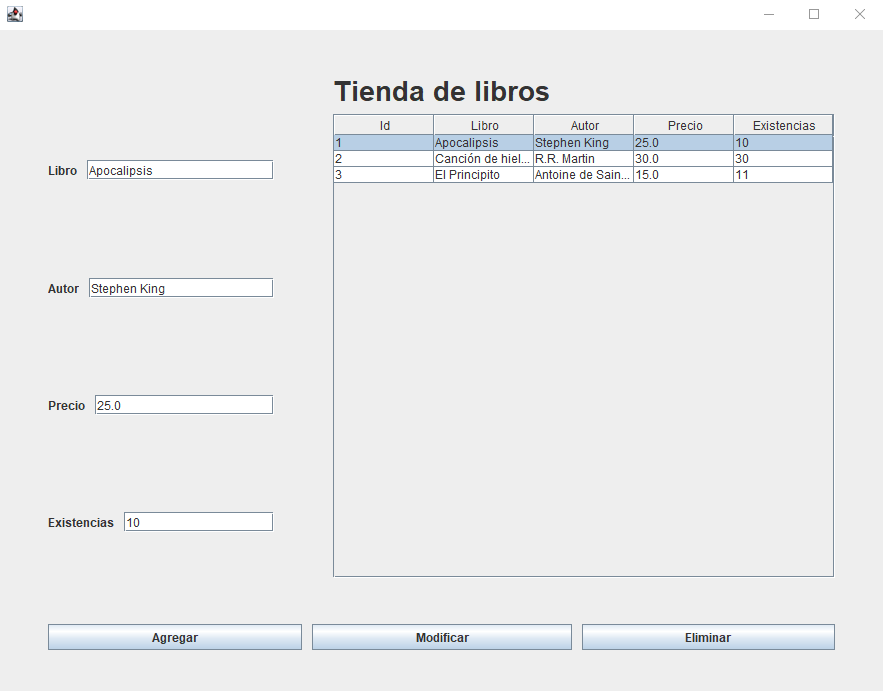 Tienda de libros
Id Libro Autor Precio Existencias
1 Apocalipsis Stephen King 25.0 10
2 Canción de hiel... R.R. Martin 30.0 30
3 El Principito Antoine de Sain... 15.0 11
Libro Apocalipsis
Autor Stephen King
Precio 25.0
Existencias 10
Agregar Modificar Eliminar